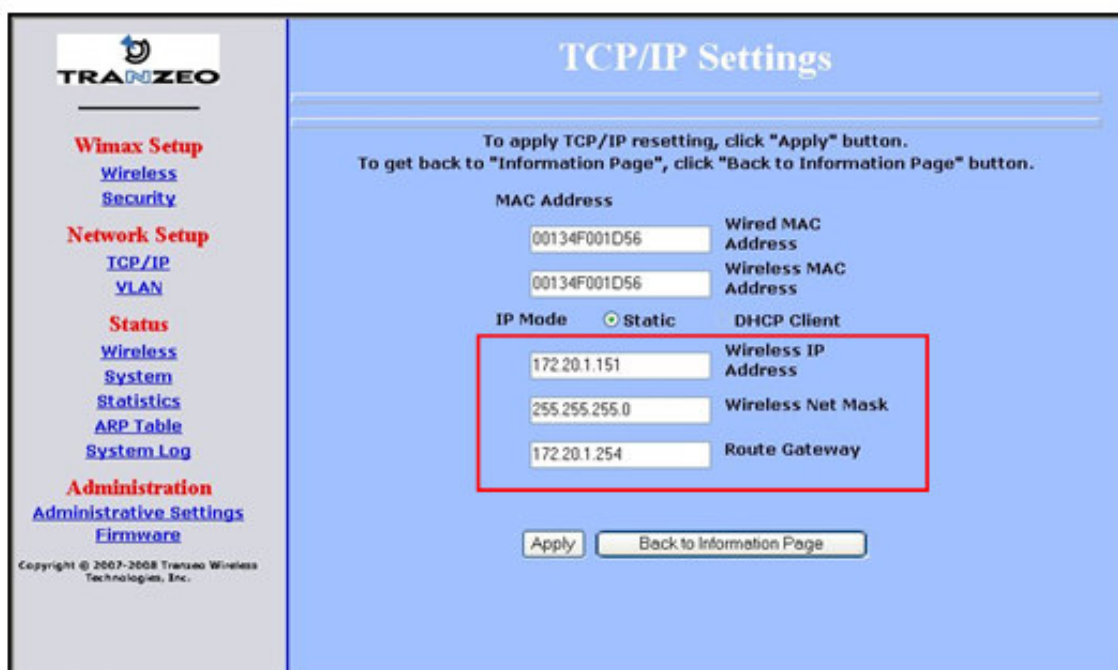 TRANZEO
Wimax Setup
Wireless
Security
Network Setup
TCP/IP
VLAN
Status
Wireless
System
Statistics
ARP Table
System Log
Administration
Administrative Settings
Firmware
Copyright © 2007-2008 Tranzeo Wireless
Technologies, Inc.
TCP/IP Settings
To apply TCP/IP resetting, click "Apply" button.
To get back to "Information Page", click "Back to Information Page" button.
MAC Address
00134F001D56 Wired MAC
Address
00134F001D56 Wireless MAC
Address
IP Mode Static DHCP Client
172.20.1.151 Wireless IP
Address
255.255.255.0 Wireless Net Mask
172.20.1.254 Route Gateway
Apply Back to Information Page